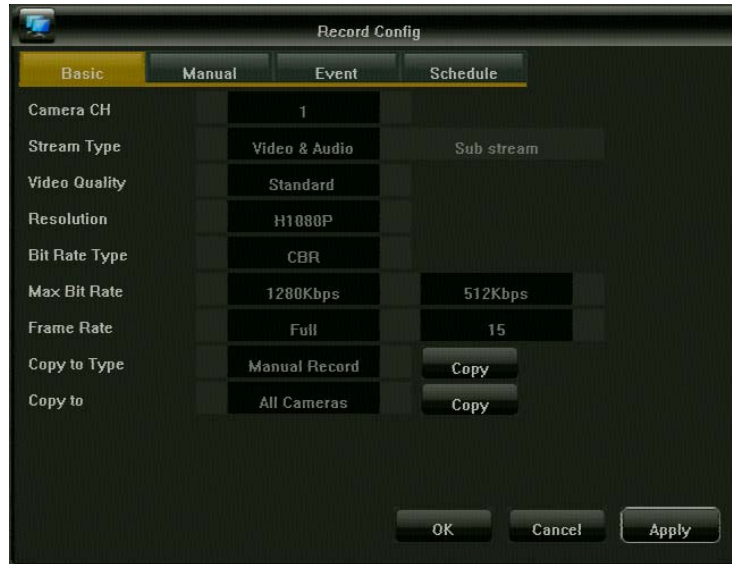 Record Config
Basic Manual Event Schedule
Camera CH 1
Stream Type Video & Audio Sub stream
Video Quality Standard
Resolution H1080P
Bit Rate Type CBR
Max Bit Rate 1280Kbps 512Kbps
Frame Rate Full 15
Copy to Type Manual Record Copy
Copy to All Cameras Copy
OK Cancel Apply